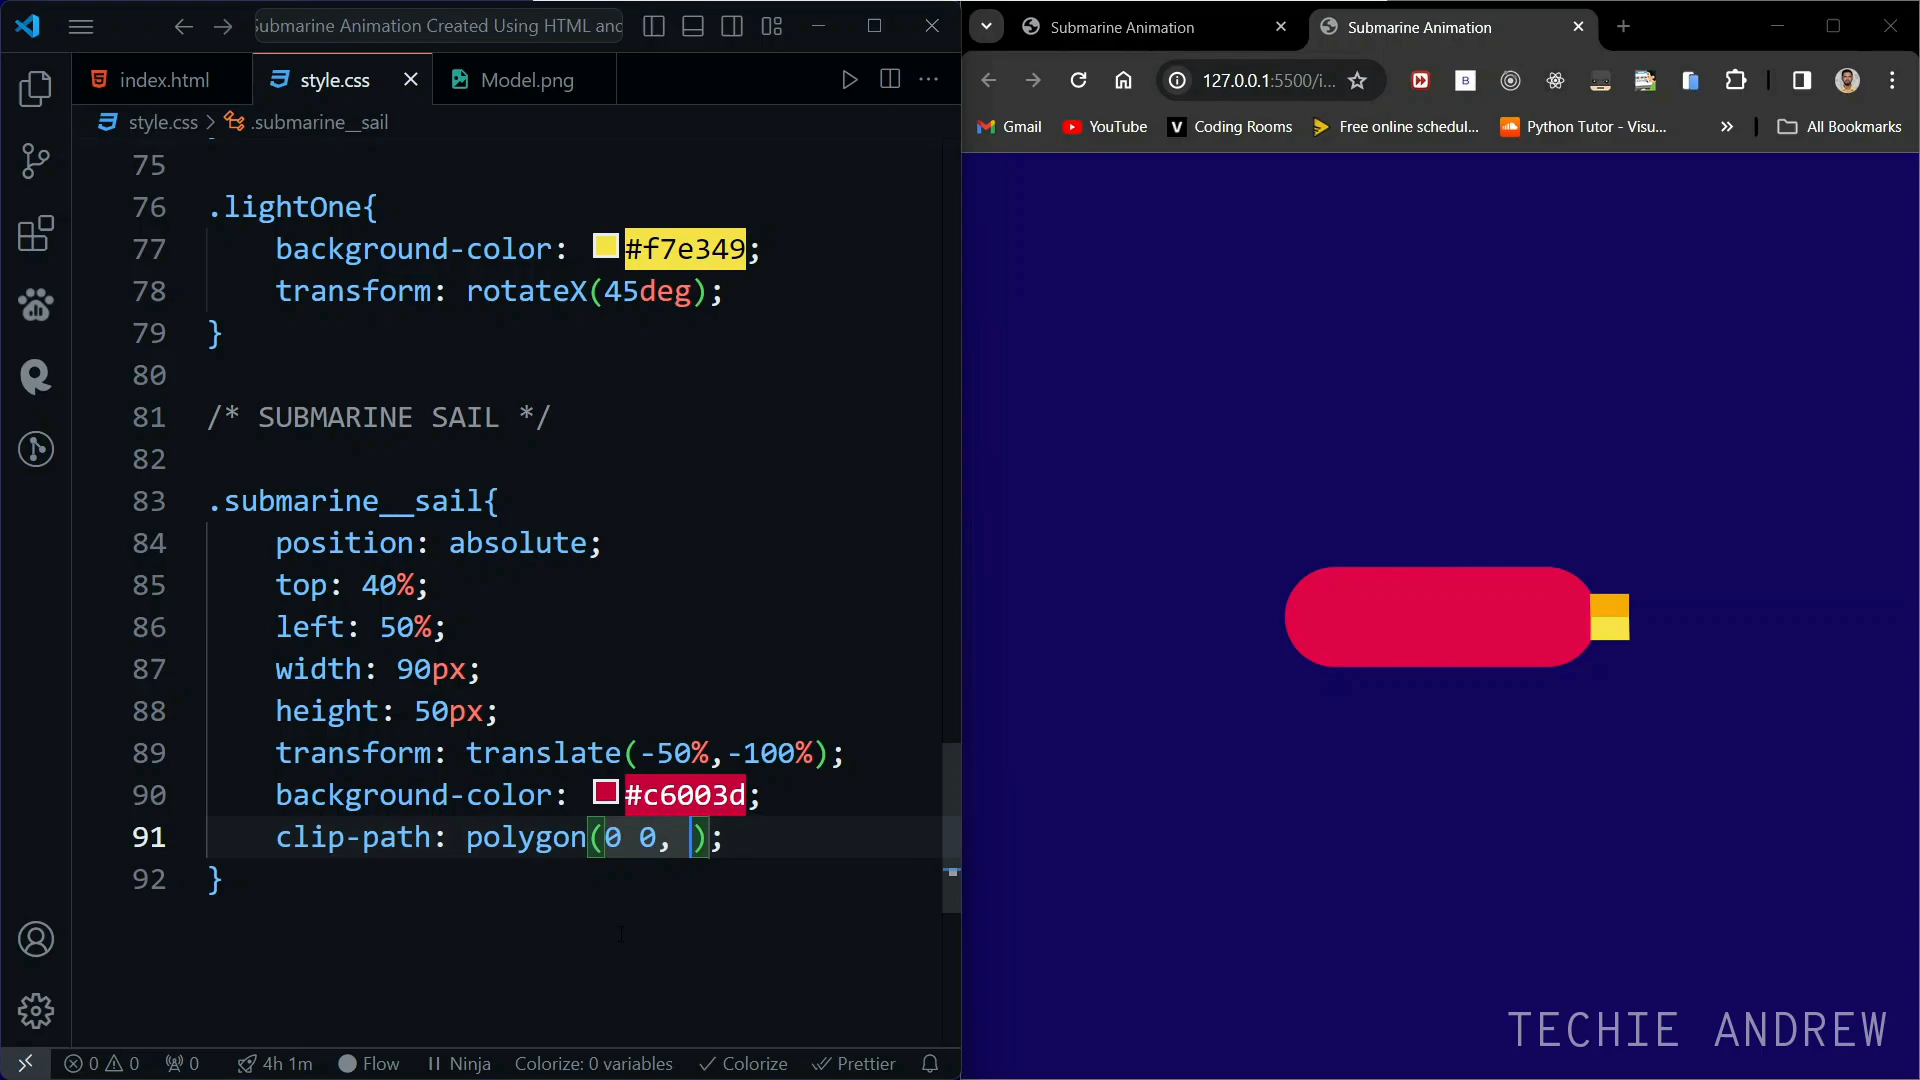 Submarine Animation Created Using HTML and
index.html
style.css
Model.png
style.css > .submarine__sail
75
76 .lightOne{
77 background-color: #f7e349;
78 transform: rotateX(45deg);
79 }
80
81 /* SUBMARINE SAIL */
82
83 .submarine__sail{
84 position: absolute;
85 top: 40%;
86 left: 50%;
87 width: 90px;
88 height: 50px;
89 transform: translate(-50%,-100%);
90 background-color: #c6003d;
91 clip-path: polygon(0 0, );
92 }
0 0 0 4h 1m Flow Ninja Colorize: 0 variables Colorize Prettier
Submarine Animation
Submarine Animation
127.0.0.1:5500/i...
Gmail YouTube Coding Rooms Free online schedul... Python Tutor - Visu... All Bookmarks
TECHIE ANDREW